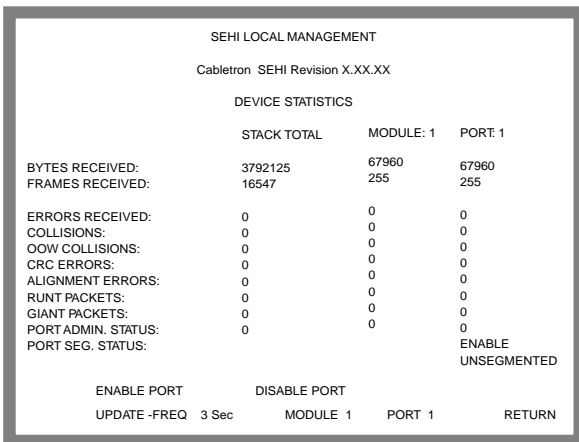 SEHI LOCAL MANAGEMENT
Cabletron SEHI Revision X.XX.XX
DEVICE STATISTICS
STACK TOTAL MODULE: 1 PORT: 1
BYTES RECEIVED: 3792125 67960 67960
FRAMES RECEIVED: 16547 255 255
ERRORS RECEIVED: 0 0 0
COLLISIONS: 0 0 0
OOW COLLISIONS: 0 0 0
CRC ERRORS: 0 0 0
ALIGNMENT ERRORS: 0 0 0
RUNT PACKETS: 0 0 0
GIANT PACKETS: 0 0 0
PORT ADMIN. STATUS: 0 0 0
PORT SEG. STATUS: ENABLE
UNSEGMENTED
ENABLE PORT DISABLE PORT
UPDATE -FREQ 3 Sec MODULE 1 PORT 1 RETURN